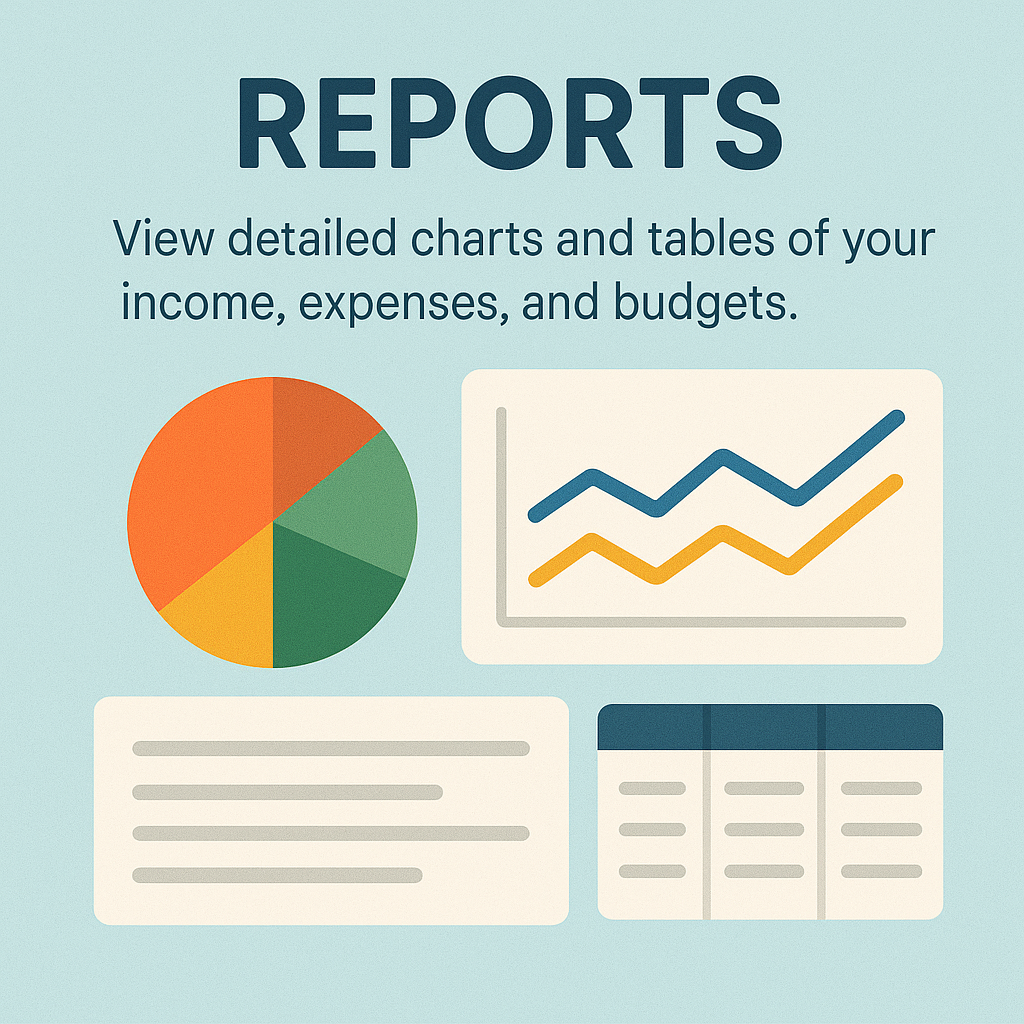 REPORTS
View detailed charts and tables of your
income, expenses, and budgets.